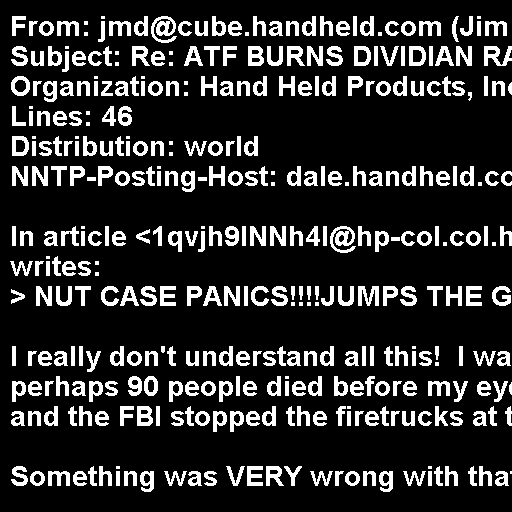 From: jmd@cube.handheld.com (Jim
Subject: Re: ATF BURNS DIVIDIAN RA
Organization: Hand Held Products, Inc
Lines: 46
Distribution: world
NNTP-Posting-Host: dale.handheld.co
In article <1qvjh9INNh4l@hp-col.col.h
writes:
> NUT CASE PANICS!!!!JUMPS THE G
I really don't understand all this!  I wa
perhaps 90 people died before my eye
and the FBI stopped the firetrucks at t
Something was VERY wrong with that